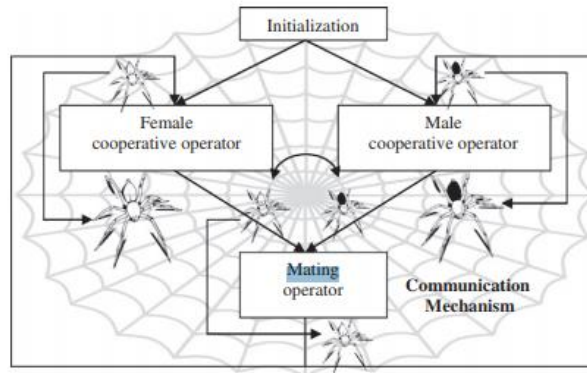 Initialization
Female
cooperative operator
Male
cooperative operator
Mating
operator
Communication
Mechanism